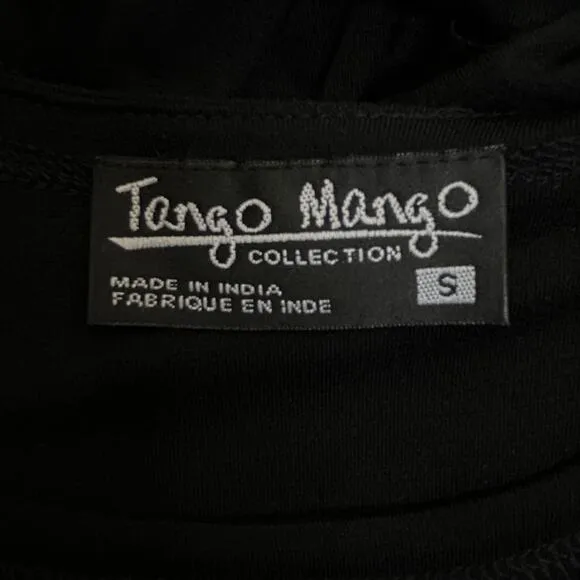 Tango Mango
COLLECTION
MADE IN INDIA
FABRIQUE EN INDE
S